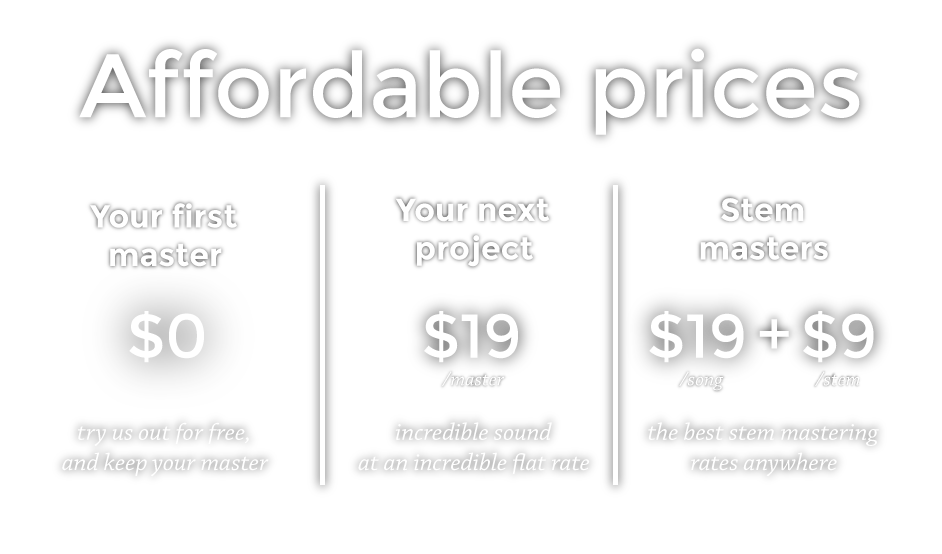 Affordable prices
Your first
master
$0
try us out for free,
and keep your master
Your next
project
$19
/master
incredible sound
at an incredible flat rate
Stem
masters
$19 + $9
/song /stem
the best stem mastering
rates anywhere